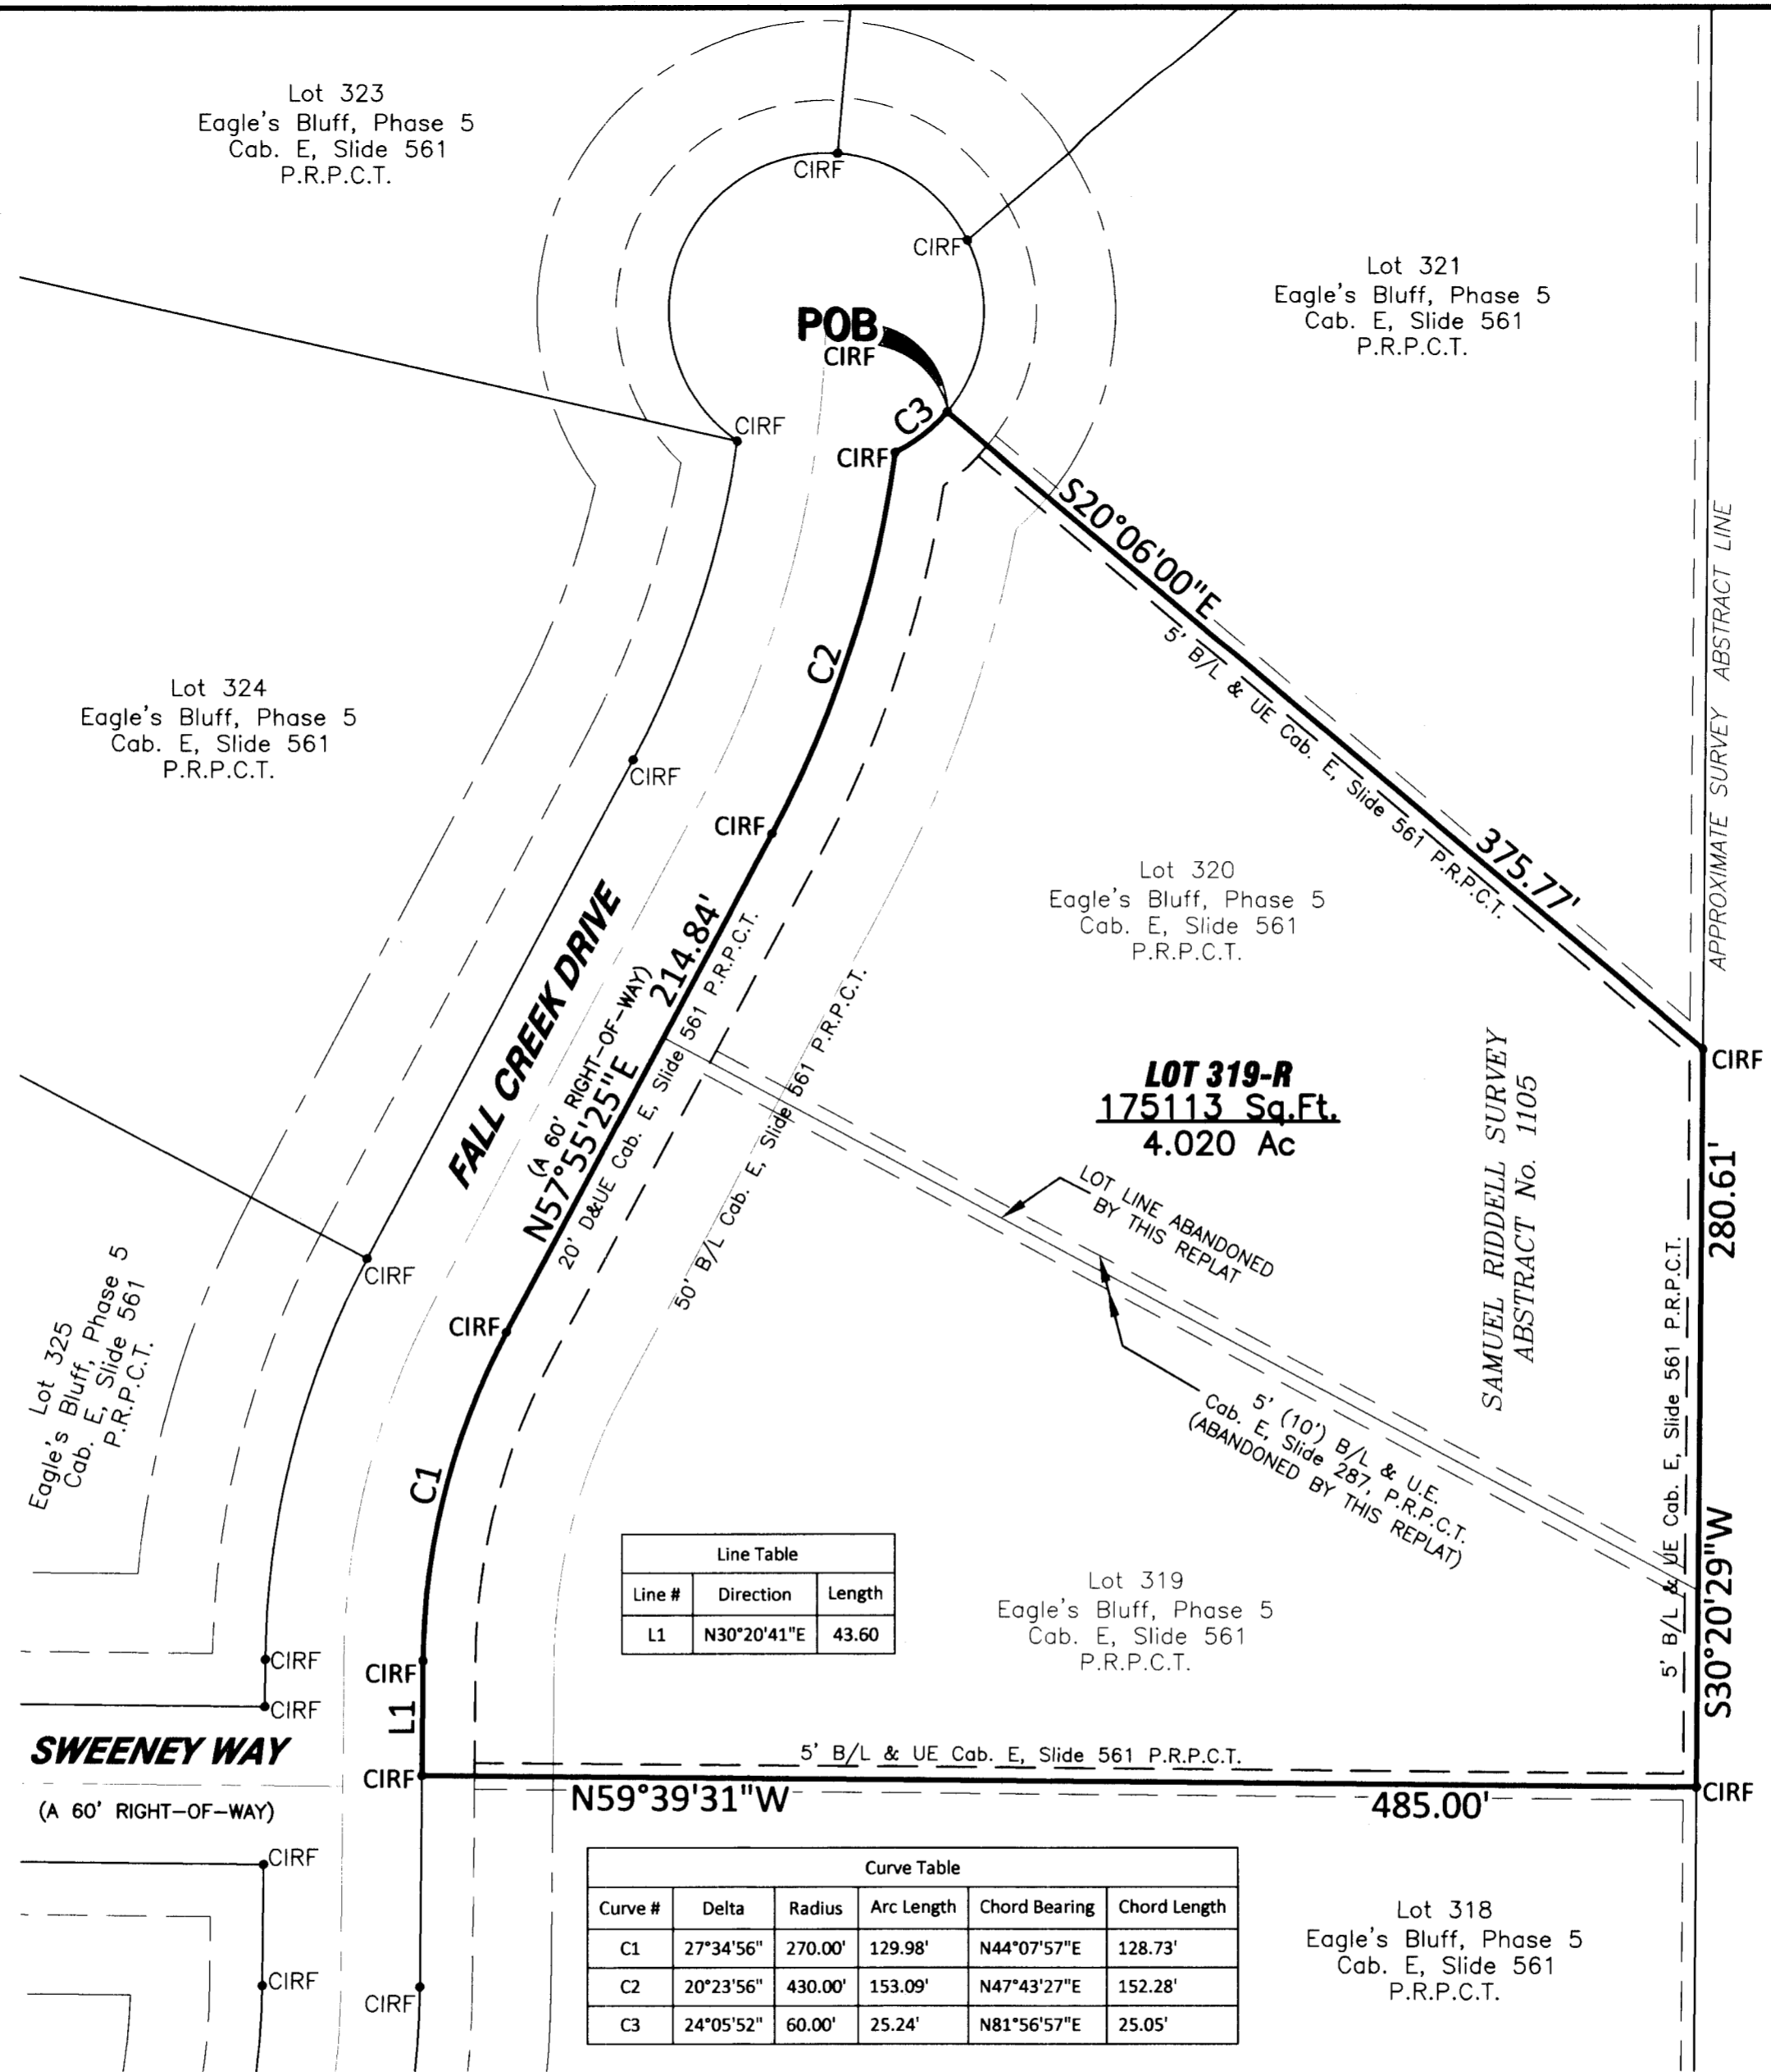 Lot 323
Eagle's Bluff, Phase 5
Cab. E, Slide 561
P.R.P.C.T.
CIRF
CIRF
Lot 321
Eagle's Bluff, Phase 5
Cab. E, Slide 561
P.R.P.C.T.
POB
CIRF
C3
CIRF
CIRF
S20°06'00"E
375.77'
5' B/L & UE Cab. E, Slide 561 P.R.P.C.T.
APPROXIMATE SURVEY ABSTRACT LINE
C2
Lot 324
Eagle's Bluff, Phase 5
Cab. E, Slide 561
P.R.P.C.T.
CIRF
CIRF
Lot 320
Eagle's Bluff, Phase 5
Cab. E, Slide 561
P.R.P.C.T.
FALL CREEK DRIVE
(A 60' RIGHT-OF-WAY)
N57°55'25"E
214.84'
20' D&UE Cab. E, Slide 561 P.R.P.C.T.
50' B/L Cab. E, Slide 561 P.R.P.C.T.
LOT 319-R
175113 Sq.Ft.
4.020 Ac
SAMUEL RIDDELL SURVEY
ABSTRACT No. 1105
CIRF
280.61'
S30°20'29"W
5' B/L & UE Cab. E, Slide 561 P.R.P.C.T.
LOT LINE ABANDONED
BY THIS REPLAT
5' (10') B/L & U.E.
Cab. E, Slide 287, P.R.P.C.T.
(ABANDONED BY THIS REPLAT)
CIRF
CIRF
Lot 325
Eagle's Bluff, Phase 5
Cab. E, Slide 561
P.R.P.C.T.
C1
Line Table
Line # Direction Length
L1 N30°20'41"E 43.60
Lot 319
Eagle's Bluff, Phase 5
Cab. E, Slide 561
P.R.P.C.T.
CIRF
CIRF
CIRF
L1
SWEENEY WAY
(A 60' RIGHT-OF-WAY)
CIRF
5' B/L & UE Cab. E, Slide 561 P.R.P.C.T.
N59°39'31"W
485.00'
CIRF
CIRF
CIRF
CIRF
Curve Table
Curve # Delta Radius Arc Length Chord Bearing Chord Length
C1 27°34'56" 270.00' 129.98' N44°07'57"E 128.73'
C2 20°23'56" 430.00' 153.09' N47°43'27"E 152.28'
C3 24°05'52" 60.00' 25.24' N81°56'57"E 25.05'
Lot 318
Eagle's Bluff, Phase 5
Cab. E, Slide 561
P.R.P.C.T.